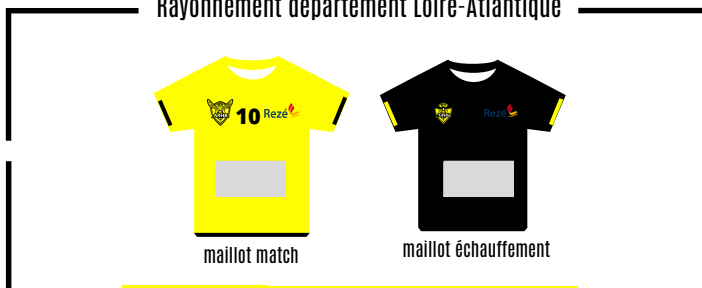 Rayonnement département Loire-Atlantique
10 Rezé
Rezé
maillot match
maillot échauffement